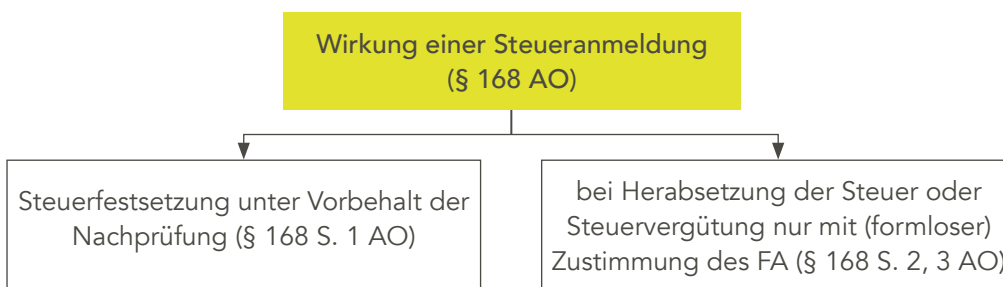 Wirkung einer Steueranmeldung
(§ 168 AO)
Steuerfestsetzung unter Vorbehalt der
Nachprüfung (§ 168 S. 1 AO)
bei Herabsetzung der Steuer oder
Steuervergütung nur mit (formloser)
Zustimmung des FA (§ 168 S. 2, 3 AO)